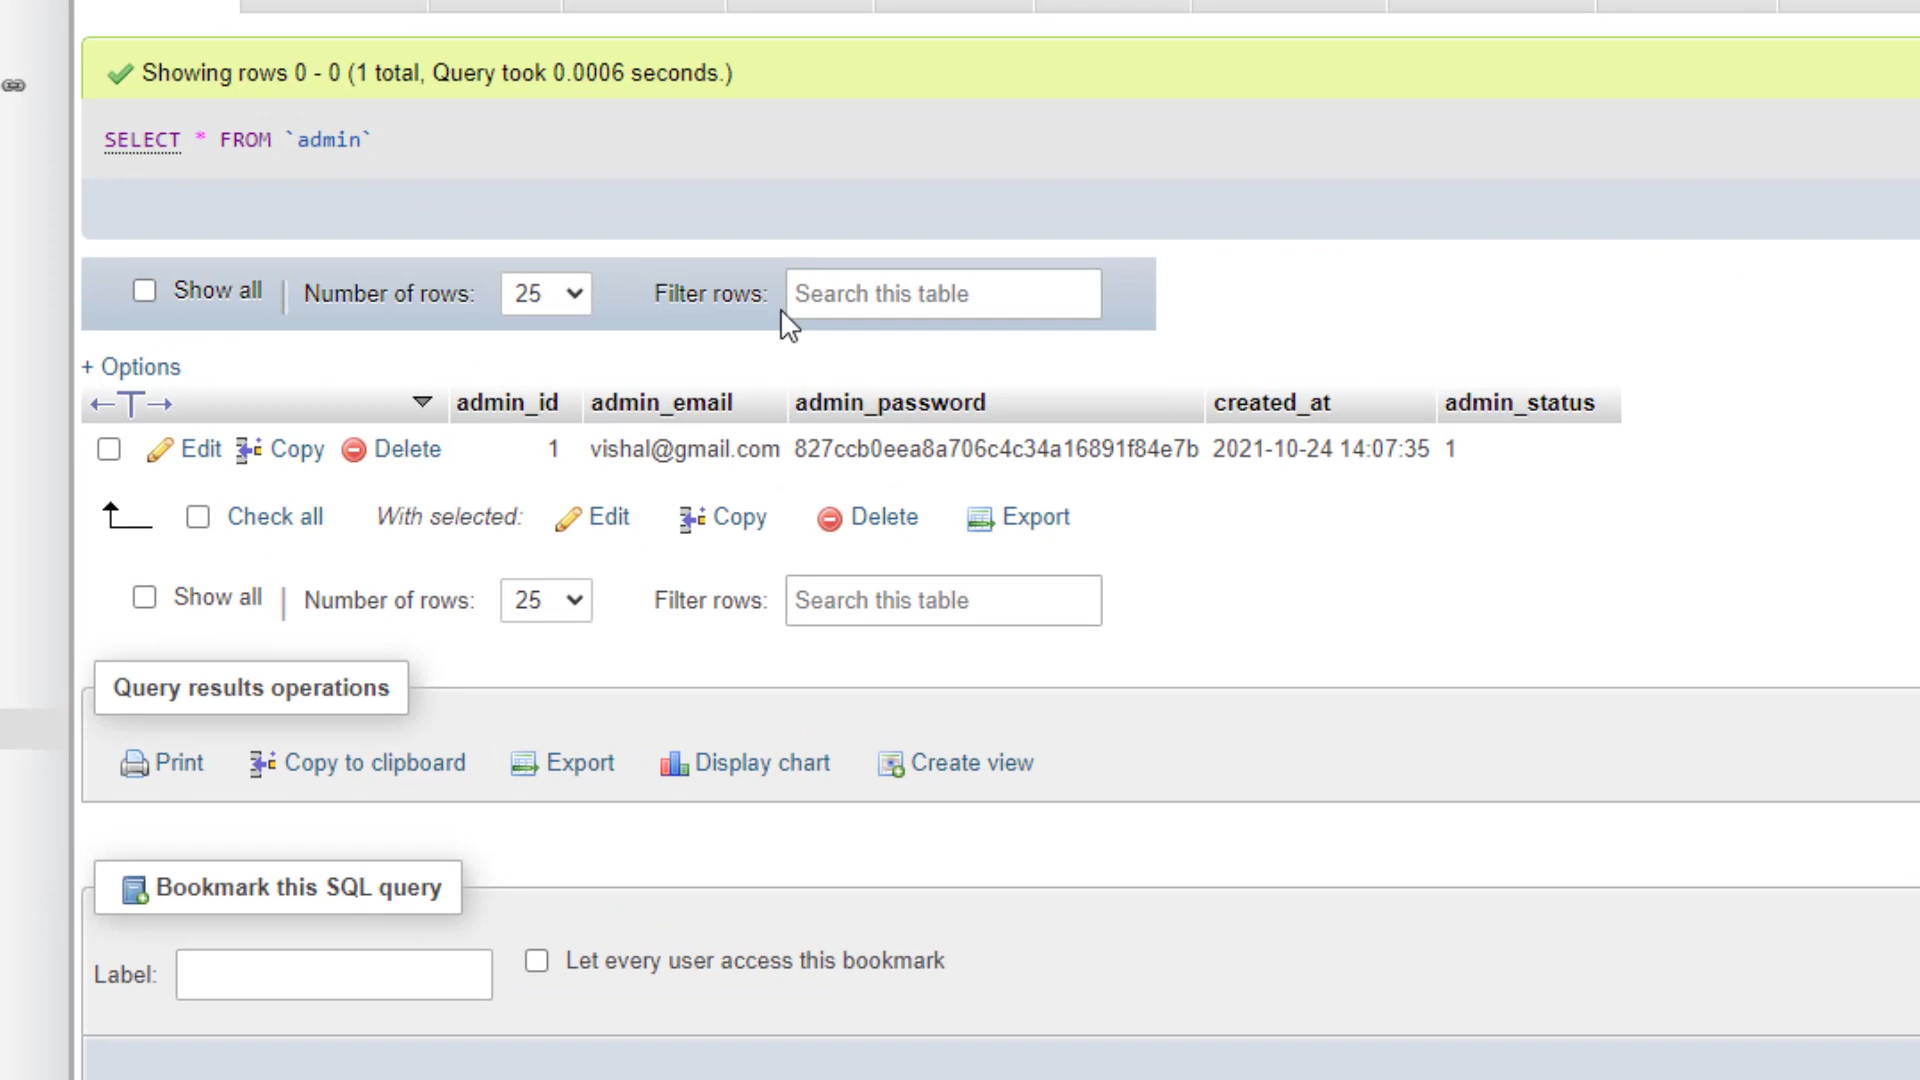 Showing rows 0 - 0 (1 total, Query took 0.0006 seconds.)
SELECT * FROM `admin`
Show all Number of rows: 25 Filter rows: Search this table
+ Options
admin_id admin_email admin_password created_at admin_status
Edit Copy Delete 1 vishal@gmail.com 827ccb0eea8a706c4c34a16891f84e7b 2021-10-24 14:07:35 1
Check all With selected: Edit Copy Delete Export
Show all Number of rows: 25 Filter rows: Search this table
Query results operations
Print Copy to clipboard Export Display chart Create view
Bookmark this SQL query
Label: Let every user access this bookmark